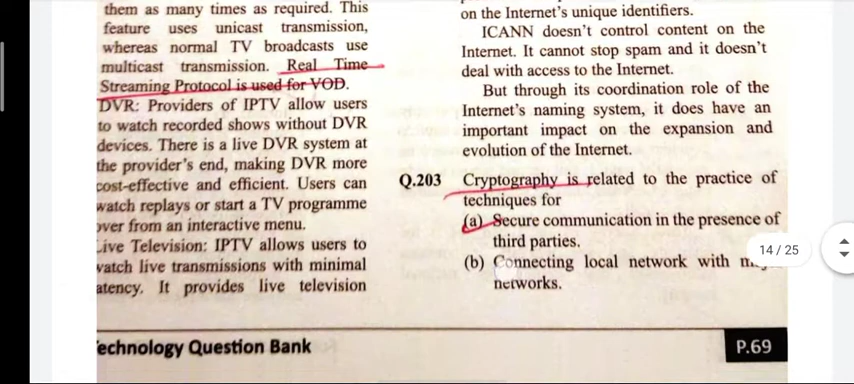 them as many times as required. This
feature uses unicast transmission,
whereas normal TV broadcasts use
multicast transmission. Real Time
Streaming Protocol is used for VOD.
DVR: Providers of IPTV allow users
to watch recorded shows without DVR
devices. There is a live DVR system at
the provider's end, making DVR more
cost-effective and efficient. Users can
watch replays or start a TV programme
over from an interactive menu.
Live Television: IPTV allows users to
watch live transmissions with minimal
latency. It provides live television
on the Internet's unique identifiers.
ICANN doesn't control content on the
Internet. It cannot stop spam and it doesn't
deal with access to the Internet.
But through its coordination role of the
Internet's naming system, it does have an
important impact on the expansion and
evolution of the Internet.
Q.203 Cryptography is related to the practice of
techniques for
(a) Secure communication in the presence of
third parties.
(b) Connecting local network with
networks.
14 / 25
Technology Question Bank
P.69